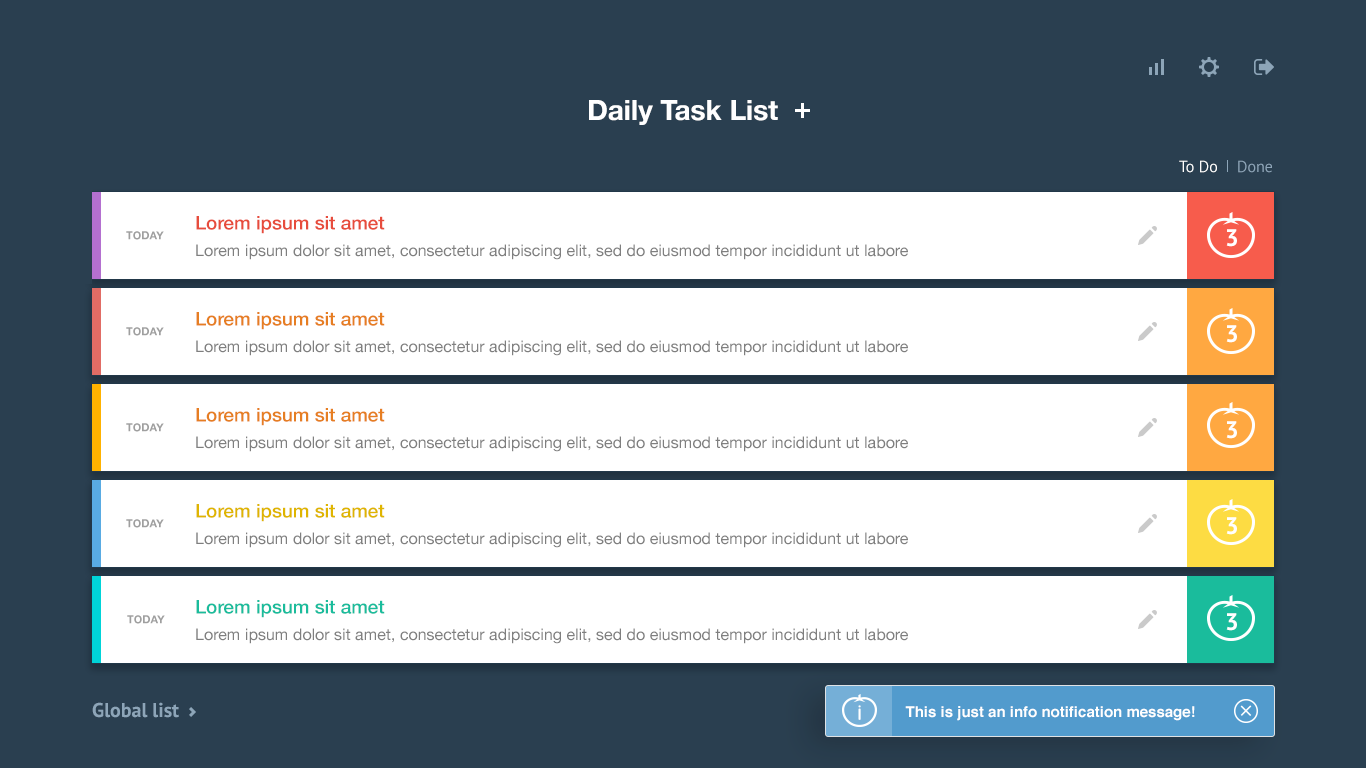 Daily Task List +
To Do | Done
TODAY
Lorem ipsum sit amet
Lorem ipsum dolor sit amet, consectetur adipiscing elit, sed do eiusmod tempor incididunt ut labore
3
TODAY
Lorem ipsum sit amet
Lorem ipsum dolor sit amet, consectetur adipiscing elit, sed do eiusmod tempor incididunt ut labore
3
TODAY
Lorem ipsum sit amet
Lorem ipsum dolor sit amet, consectetur adipiscing elit, sed do eiusmod tempor incididunt ut labore
3
TODAY
Lorem ipsum sit amet
Lorem ipsum dolor sit amet, consectetur adipiscing elit, sed do eiusmod tempor incididunt ut labore
3
TODAY
Lorem ipsum sit amet
Lorem ipsum dolor sit amet, consectetur adipiscing elit, sed do eiusmod tempor incididunt ut labore
3
Global list
i
This is just an info notification message!